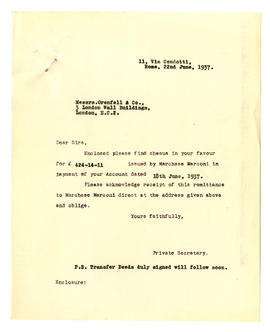 11, Via Condotti,
Rome, 22nd June, 1937.
Messrs.Grenfell & Co.,
3 London Wall Buildings,
London, E.C.2.
Dear Sirs,
Enclosed please find cheque in your favour
for £ 424-14-11 issued by Marchese Marconi in
payment of your Account dated 18th June, 1937.
Please acknowledge receipt of this remittance
to Marchese Marconi direct at the address given above
and oblige.
Yours faithfully,
Private Secretary.
P.S. Transfer Deeds duly signed will follow soon.
Enclosure: